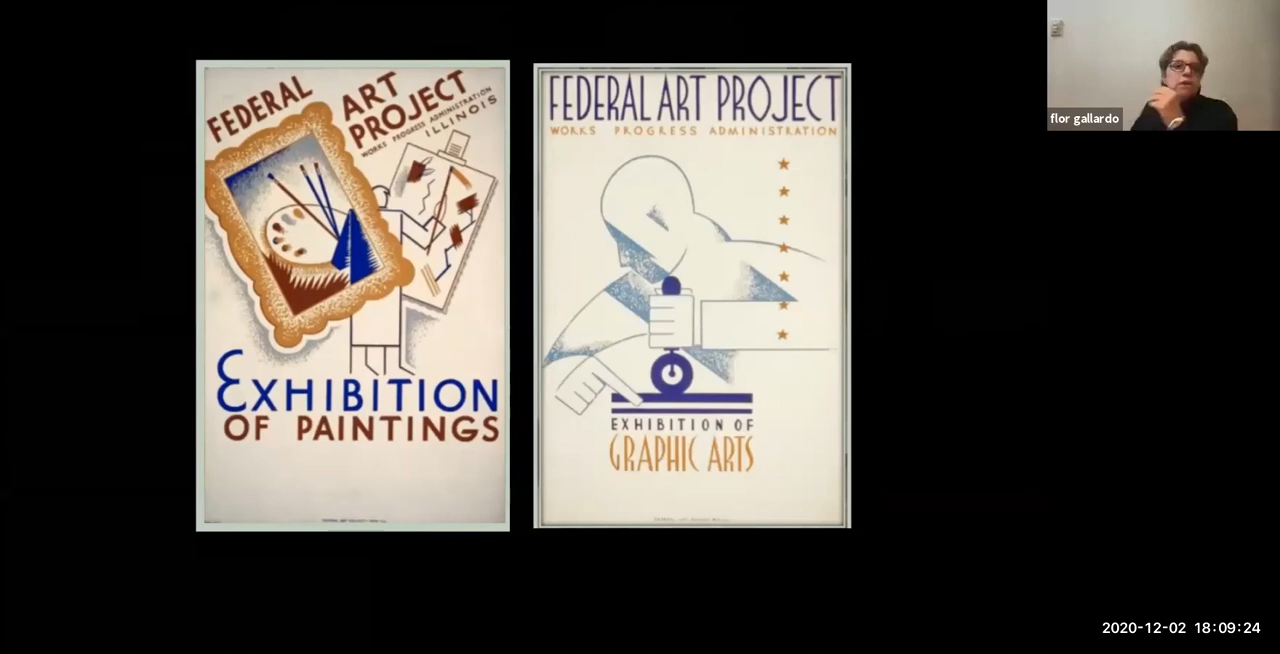 FEDERAL
ART
PROJECT
WORKS PROGRESS ADMINISTRATION
ILLINOIS
EXHIBITION
OF PAINTINGS
FEDERAL ART PROJECT
WORKS PROGRESS ADMINISTRATION
EXHIBITION OF
GRAPHIC ARTS
flor gallardo
2020-12-02 18:09:24